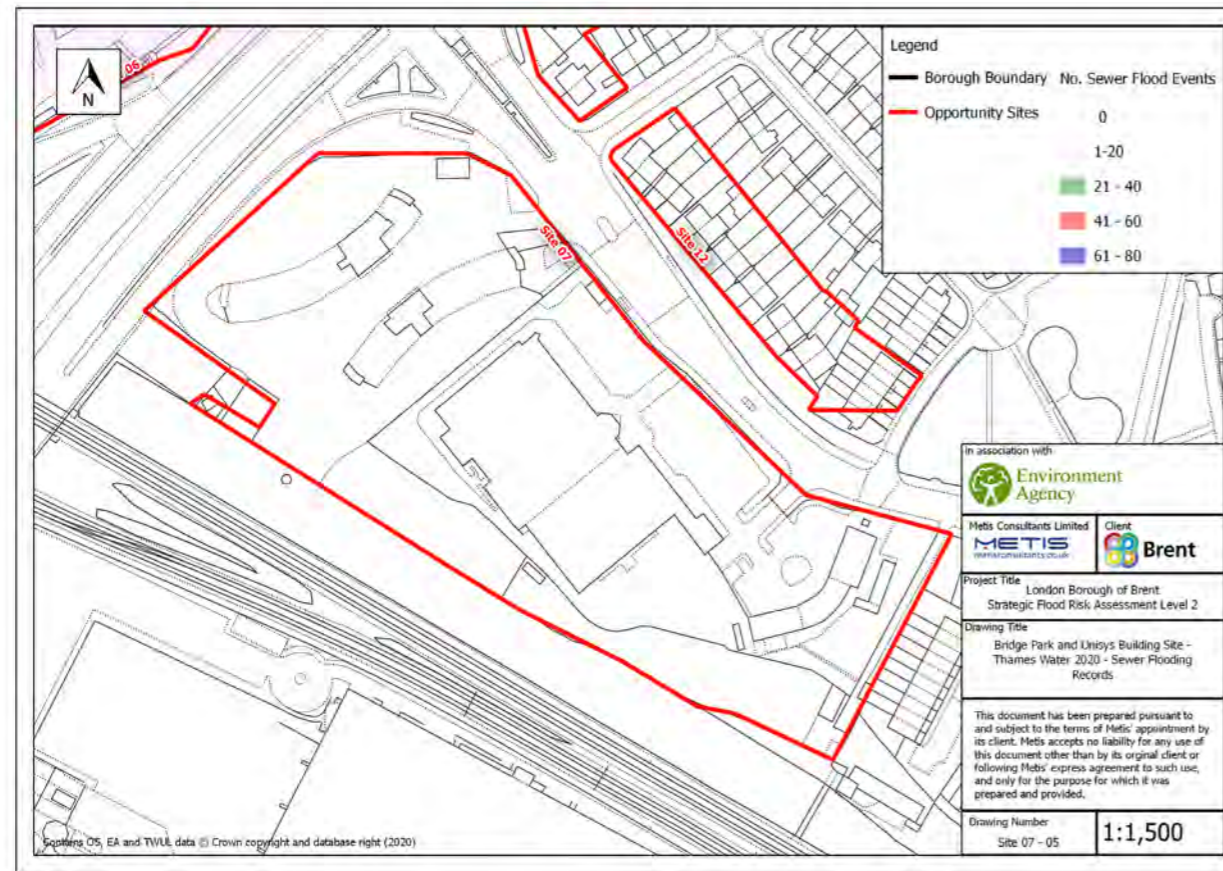 Legend
Borough Boundary
Opportunity Sites
No. Sewer Flood Events
0
1-20
21 - 40
41 - 60
61 - 80
N
06
Site 07
Site 12
In association with
Environment
Agency
Metis Consultants Limited
METIS
metisconsultants.co.uk
Client
Brent
Project Title
London Borough of Brent
Strategic Flood Risk Assessment Level 2
Drawing Title
Bridge Park and Unisys Building Site -
Thames Water 2020 - Sewer Flooding
Records
This document has been prepared pursuant to
and subject to the terms of Metis' appointment by
its client. Metis accepts no liability for any use of
this document other than by its orginal client or
following Metis' express agreement to such use,
and only for the purpose for which it was
prepared and provided.
Drawing Number
Site 07 - 05
1:1,500
Contains OS, EA and TWUL data © Crown copyright and database right (2020)